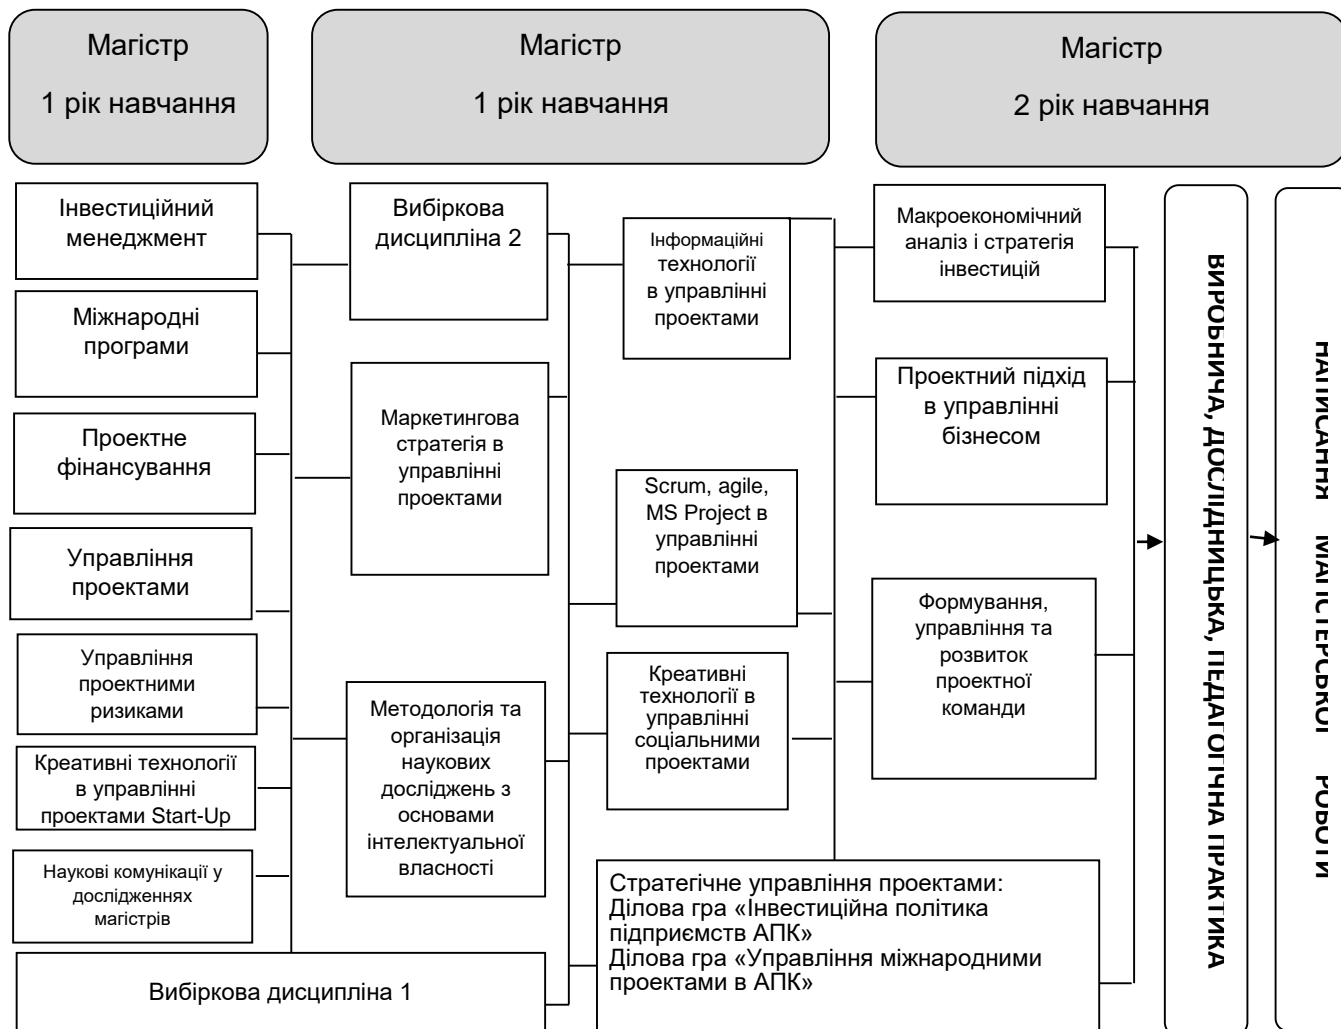 Магістр
1 рік навчання
Магістр
1 рік навчання
Магістр
2 рік навчання
Інвестиційний
менеджмент
Міжнародні
програми
Проектне
фінансування
Управління
проектами
Управління
проектними
ризиками
Креативні технології
в управлінні
проектами Start-Up
Наукові комунікації у
дослідженнях
магістрів
Вибіркова дисципліна 1
Вибіркова
дисципліна 2
Маркетингова
стратегія в
управлінні
проектами
Методологія та
організація
наукових
досліджень з
основами
інтелектуальної
власності
Інформаційні
технології
в управлінні
проектами
Scrum, agile,
MS Project в
управлінні
проектами
Креативні
технології в
управлінні
соціальними
проектами
Стратегічне управління проектами:
Ділова гра «Інвестиційна політика
підприємств АПК»
Ділова гра «Управління міжнародними
проектами в АПК»
Макроекономічний
аналіз і стратегія
інвестицій
Проектний підхід
в управлінні
бізнесом
Формування,
управління та
розвиток
проектної
команди
ВИРОБНИЧА, ДОСЛІДНИЦЬКА, ПЕДАГОГІЧНА ПРАКТИКА
НАПИСАННЯ МАГІСТЕРСЬКОЇ РОБОТИ